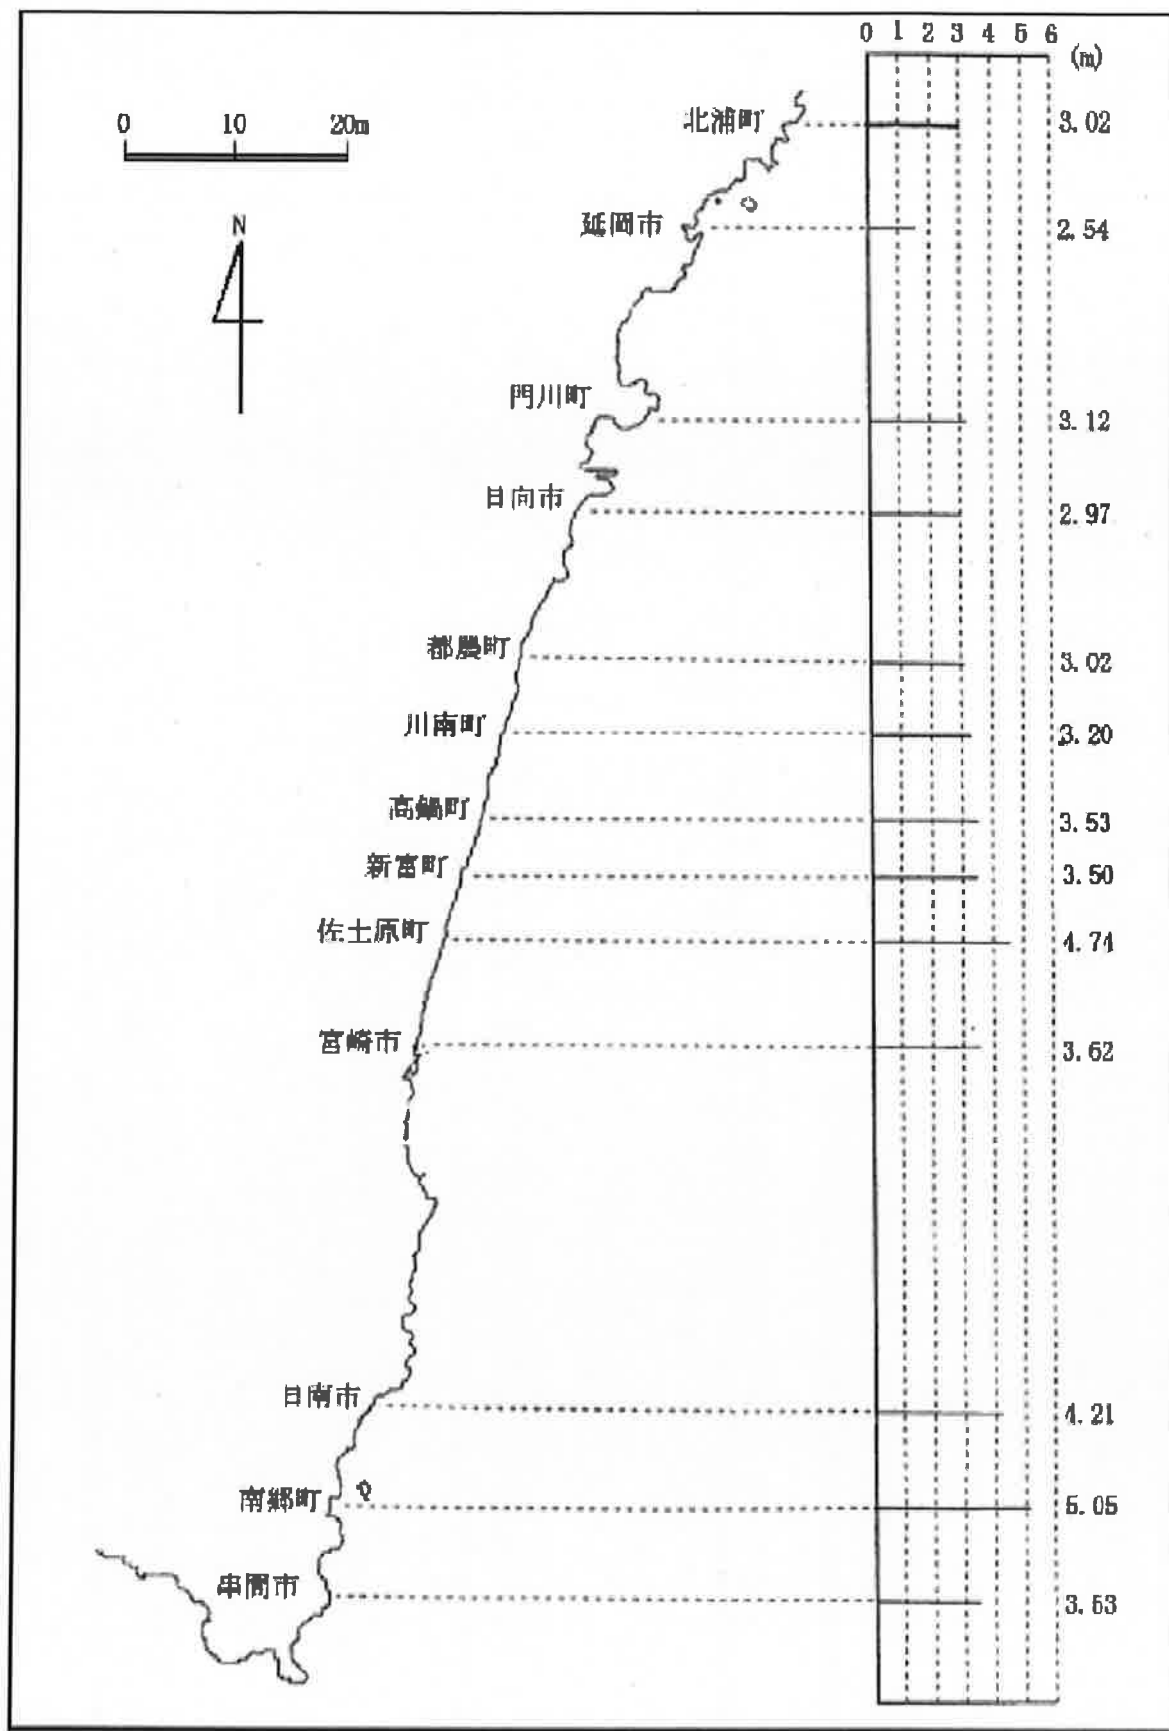 0 1 2 3 4 5 6
(m)
0 10 20m
N
北浦町 3.02
延岡市 2.54
門川町 3.12
日向市 2.97
都農町 3.02
川南町 3.20
高鍋町 3.53
新富町 3.50
佐土原町 4.74
宮崎市 3.62
日南市 4.21
南郷町 5.05
串間市 3.53